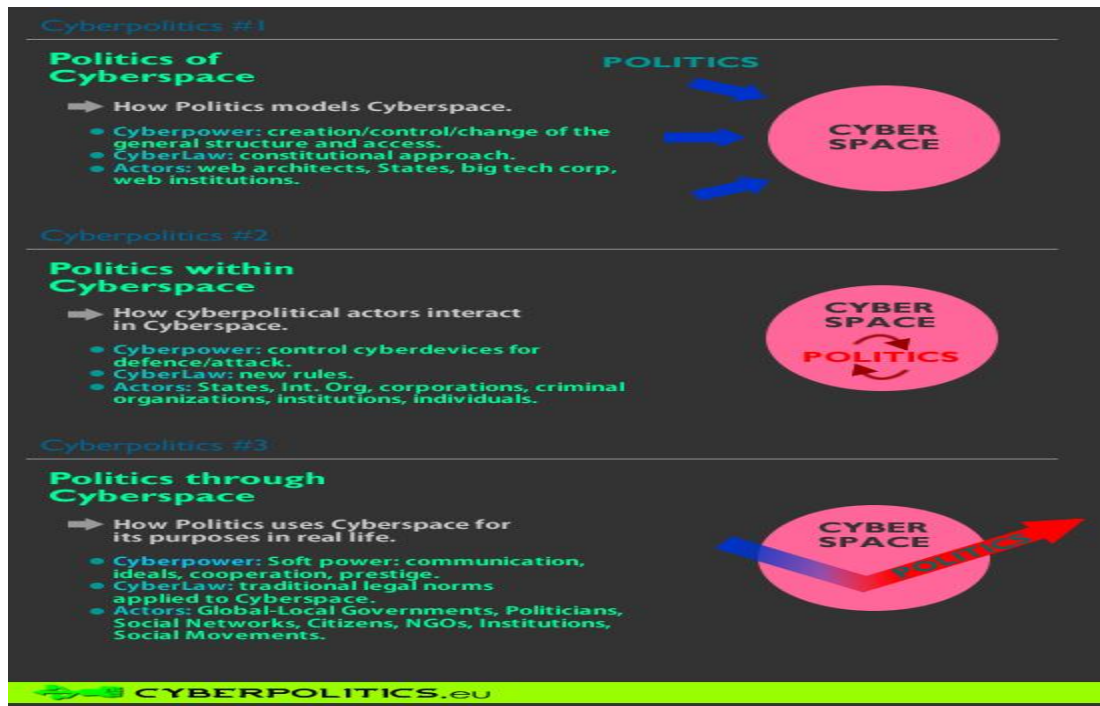 Cyberpolitics #1
Politics of
Cyberspace
How Politics models Cyberspace.
Cyberpower: creation/control/change of the
general structure and access.
CyberLaw: constitutional approach.
Actors: web architects, States, big tech corp,
web institutions.
POLITICS
CYBER
SPACE
Cyberpolitics #2
Politics within
Cyberspace
How cyberpolitical actors interact
in Cyberspace.
Cyberpower: control cyberdevices for
defence/attack.
CyberLaw: new rules.
Actors: States, Int. Org, corporations, criminal
organizations, institutions, individuals.
CYBER
SPACE
POLITICS
Cyberpolitics #3
Politics through
Cyberspace
How Politics uses Cyberspace for
its purposes in real life.
Cyberpower: Soft power: communication,
ideals, cooperation, prestige.
CyberLaw: traditional legal norms
applied to Cyberspace.
Actors: Global-Local Governments, Politicians,
Social Networks, Citizens, NGOs, Institutions,
Social Movements.
CYBER
SPACE
POLITICS
CYBERPOLITICS.eu